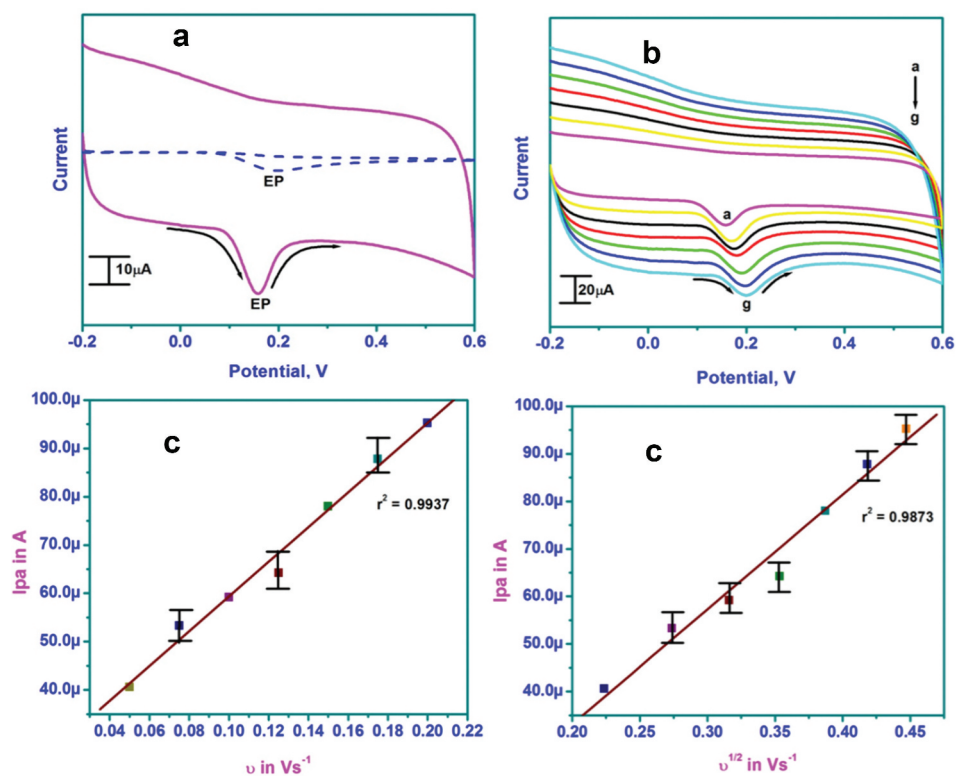 a
Current
EP
EP
10μA
-0.2 0.0 0.2 0.4 0.6
Potential, V
b
Current
a
g
a
g
20μA
-0.2 0.0 0.2 0.4 0.6
Potential, V
c
Ipa in A
100.0μ
90.0μ
80.0μ
70.0μ
60.0μ
50.0μ
40.0μ
r² = 0.9937
0.04 0.06 0.08 0.10 0.12 0.14 0.16 0.18 0.20 0.22
υ in Vs⁻¹
c
Ipa in A
100.0μ
90.0μ
80.0μ
70.0μ
60.0μ
50.0μ
40.0μ
r² = 0.9873
0.20 0.25 0.30 0.35 0.40 0.45
υ¹/² in Vs⁻¹